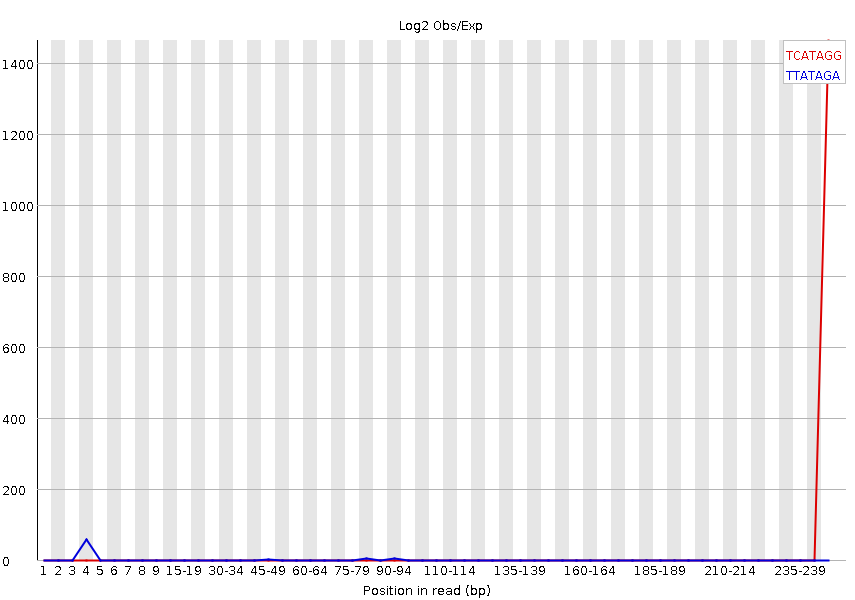 Log2 Obs/Exp
TCATAGG
TTATAGA
1400
1200
1000
800
600
400
200
0
1 2 3 4 5 6 7 8 9 15-19 30-34 45-49 60-64 75-79 90-94 110-114 135-139 160-164 185-189 210-214 235-239
Position in read (bp)